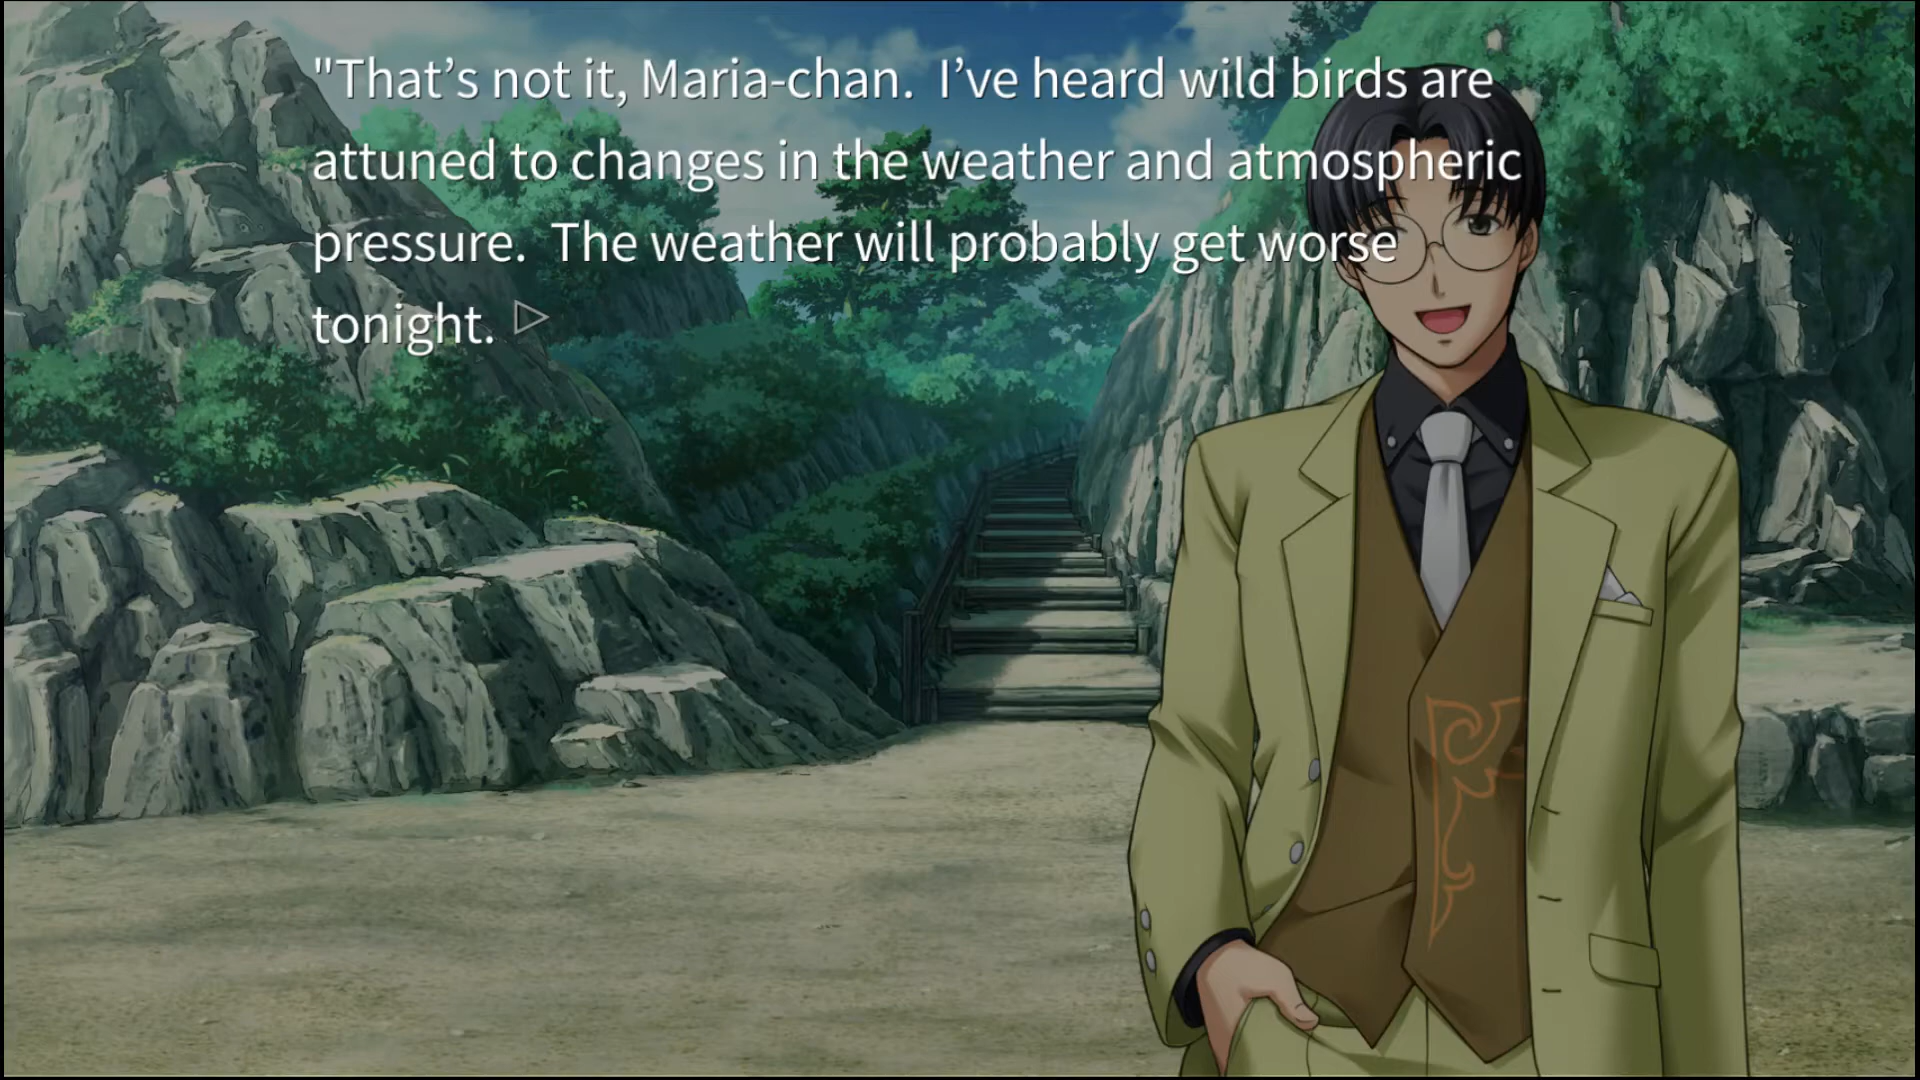 "That’s not it, Maria-chan.  I’ve heard wild birds are
attuned to changes in the weather and atmospheric
pressure.  The weather will probably get worse
tonight.